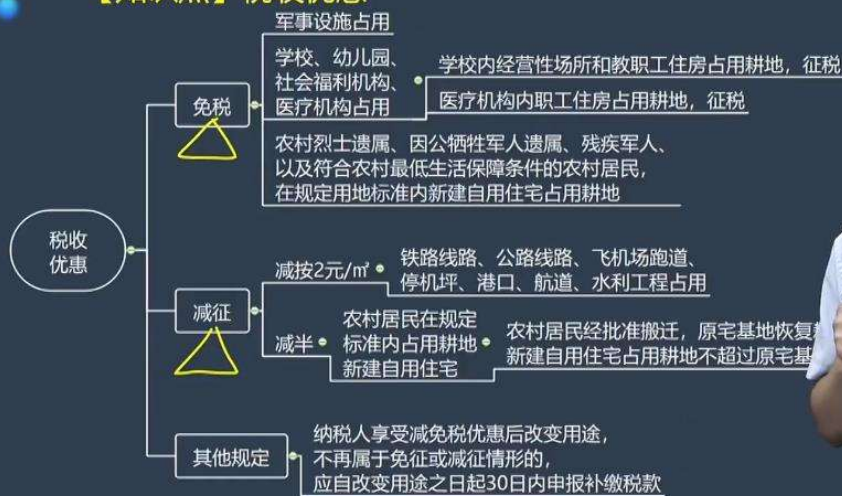 军事设施占用
学校、幼儿园、
社会福利机构、
医疗机构占用
学校内经营性场所和教职工住房占用耕地，征税
医疗机构内职工住房占用耕地，征税
免税
农村烈士遗属、因公牺牲军人遗属、残疾军人、
以及符合农村最低生活保障条件的农村居民，
在规定用地标准内新建自用住宅占用耕地
税收
优惠
减按2元/㎡
铁路线路、公路线路、飞机场跑道、
停机坪、港口、航道、水利工程占用
减征
减半
农村居民在规定
标准内占用耕地
新建自用住宅
农村居民经批准搬迁，原宅基地恢复
新建自用住宅占用耕地不超过原宅基
其他规定
纳税人享受减免税优惠后改变用途，
不再属于免征或减征情形的，
应自改变用途之日起30日内申报补缴税款